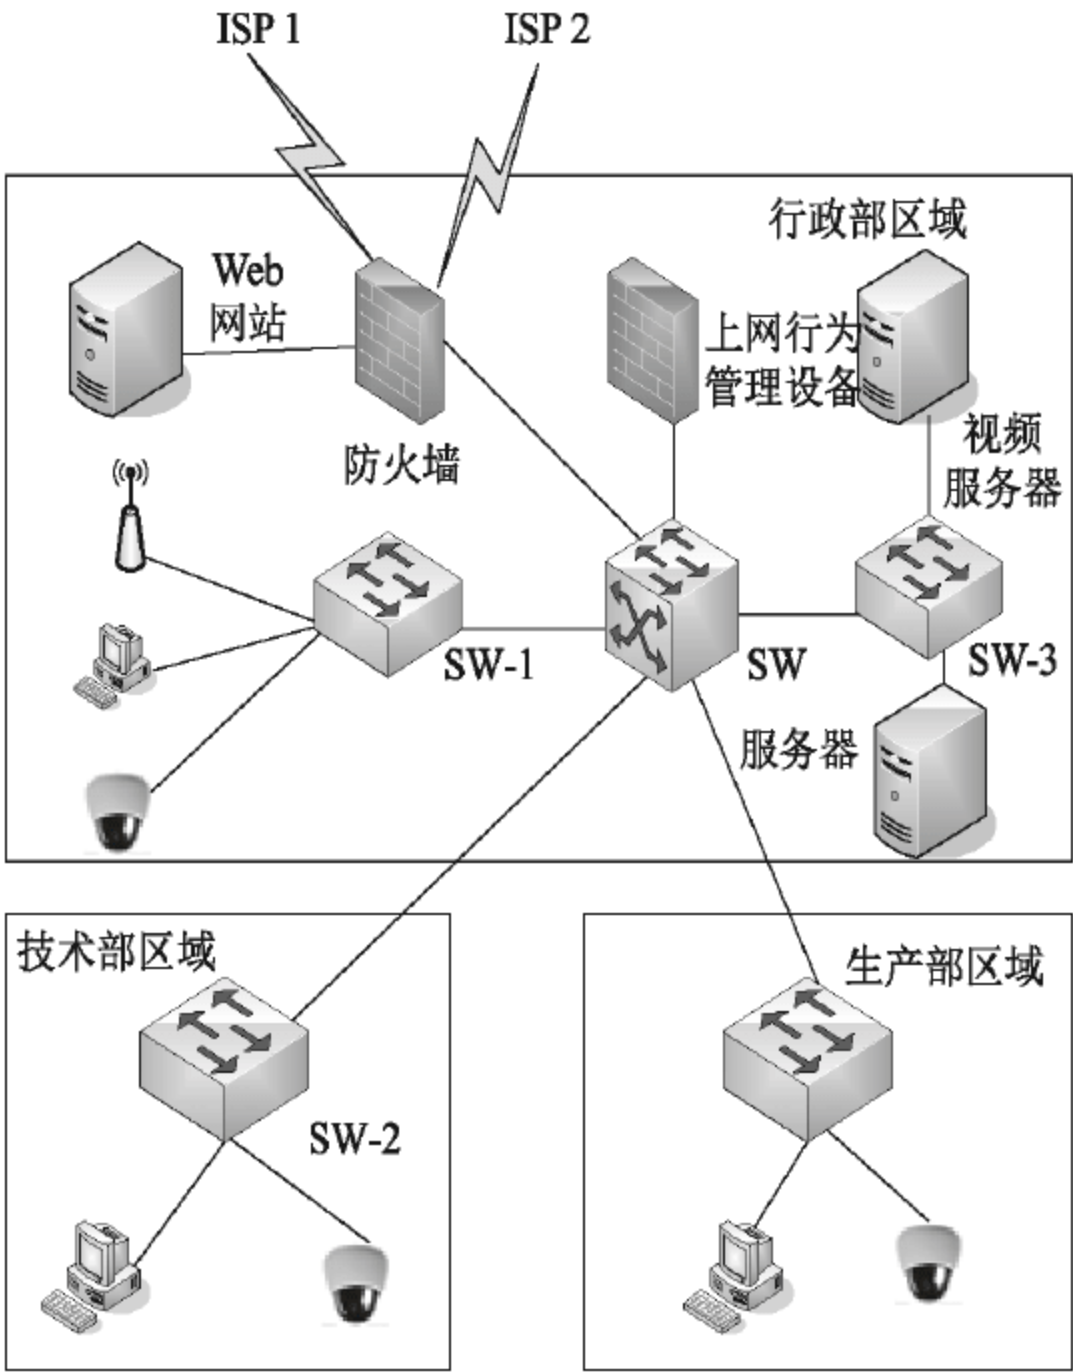 ISP 1
ISP 2
行政部区域
Web
网站
上网行为
管理设备
防火墙
视频
服务器
SW-1
SW
SW-3
服务器
技术部区域
生产部区域
SW-2